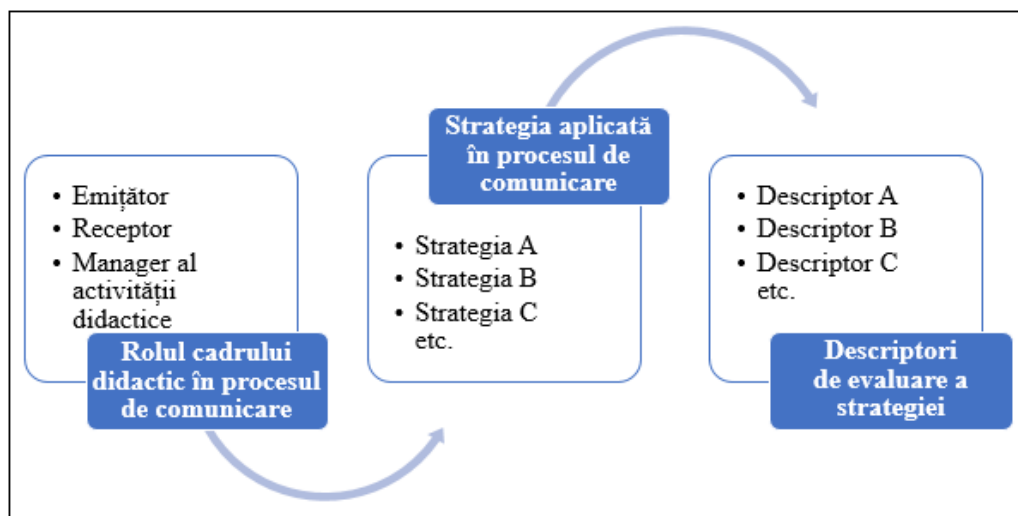 • Emițător
• Receptor
• Manager al
activității
didactice
Rolul cadrului
didactic în procesul
de comunicare
Strategia aplicată
în procesul de
comunicare
• Strategia A
• Strategia B
• Strategia C
etc.
• Descriptor A
• Descriptor B
• Descriptor C
etc.
Descriptori
de evaluare a
strategiei